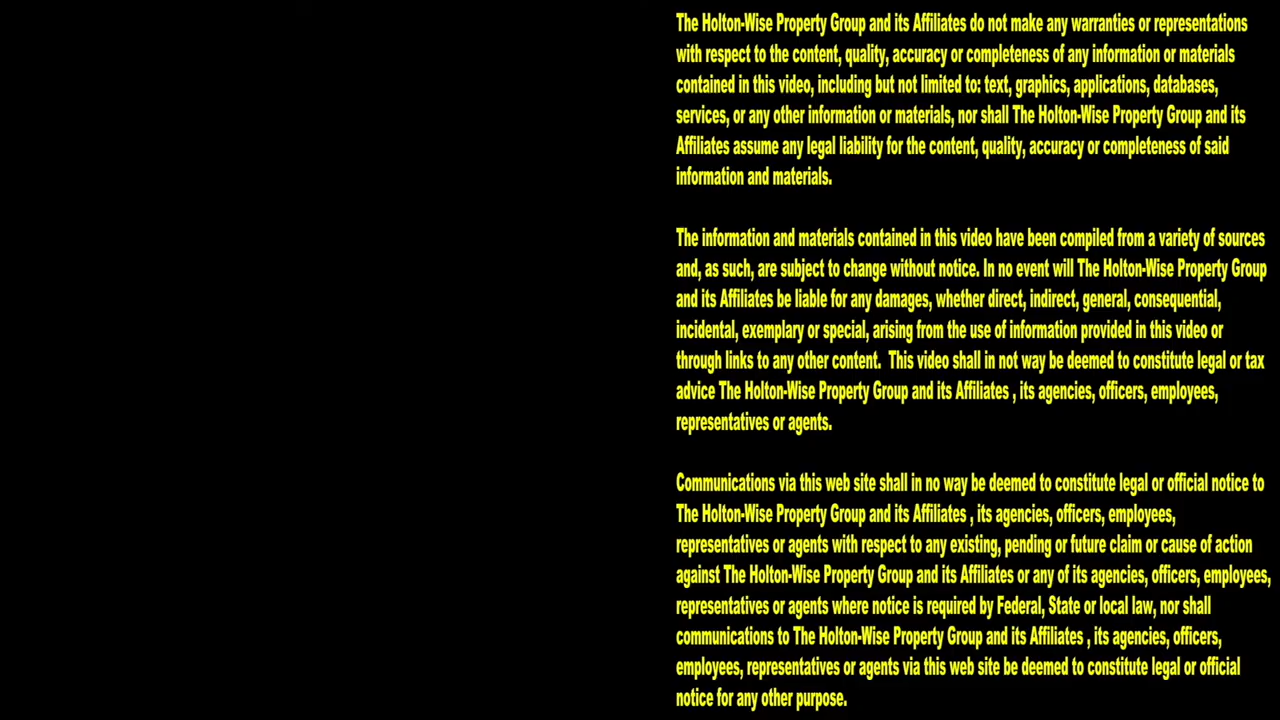 The Holton-Wise Property Group and its Affiliates do not make any warranties or representations
with respect to the content, quality, accuracy or completeness of any information or materials
contained in this video, including but not limited to: text, graphics, applications, databases,
services, or any other information or materials, nor shall The Holton-Wise Property Group and its
Affiliates assume any legal liability for the content, quality, accuracy or completeness of said
information and materials.
The information and materials contained in this video have been compiled from a variety of sources
and, as such, are subject to change without notice. In no event will The Holton-Wise Property Group
and its Affiliates be liable for any damages, whether direct, indirect, general, consequential,
incidental, exemplary or special, arising from the use of information provided in this video or
through links to any other content. This video shall in not way be deemed to constitute legal or tax
advice The Holton-Wise Property Group and its Affiliates , its agencies, officers, employees,
representatives or agents.
Communications via this web site shall in no way be deemed to constitute legal or official notice to
The Holton-Wise Property Group and its Affiliates , its agencies, officers, employees,
representatives or agents with respect to any existing, pending or future claim or cause of action
against The Holton-Wise Property Group and its Affiliates or any of its agencies, officers, employees,
representatives or agents where notice is required by Federal, State or local law, nor shall
communications to The Holton-Wise Property Group and its Affiliates , its agencies, officers,
employees, representatives or agents via this web site be deemed to constitute legal or official
notice for any other purpose.